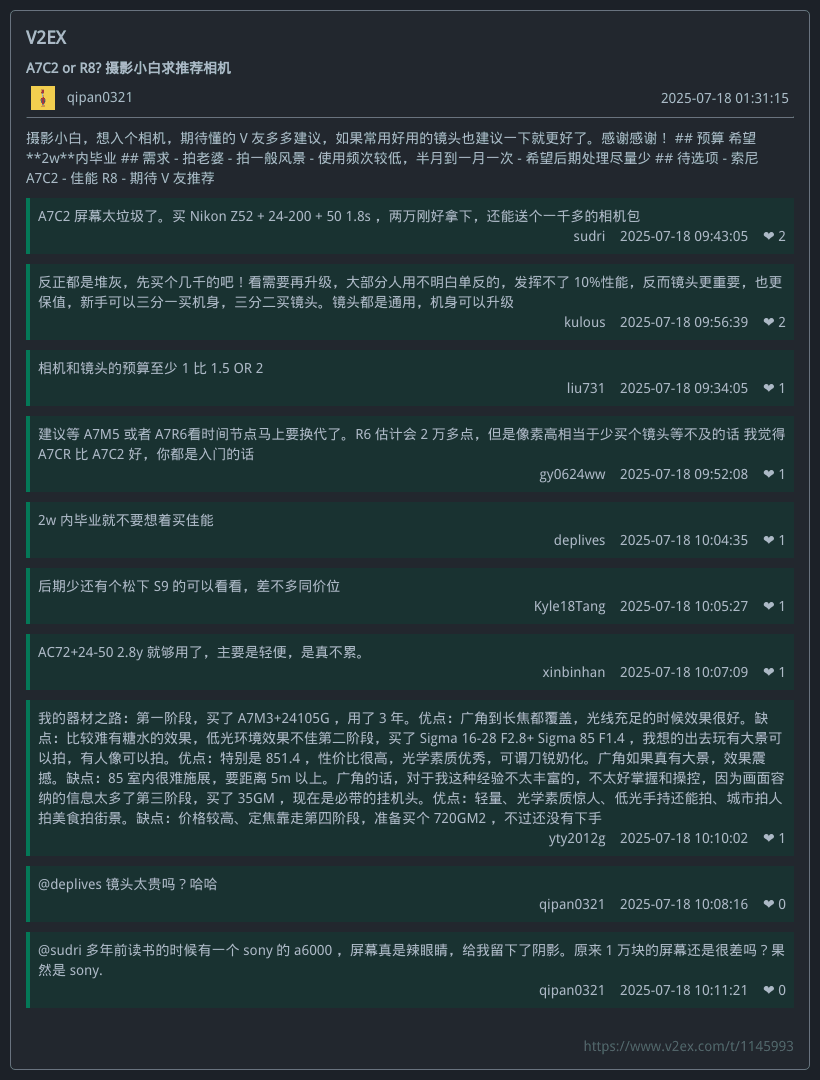 V2EX
A7C2 or R8? 摄影小白求推荐相机
qipan0321
2025-07-18 01:31:15
摄影小白，想入个相机，期待懂的 V 友多多建议，如果常用好用的镜头也建议一下就更好了。感谢感谢！## 预算 希望
**2w**内毕业 ## 需求 - 拍老婆 - 拍一般风景 - 使用频次较低，半月到一月一次 - 希望后期处理尽量少 ## 待选项 - 索尼
A7C2 - 佳能 R8 - 期待 V 友推荐
A7C2 屏幕太垃圾了。买 Nikon Z52 + 24-200 + 50 1.8s ，两万刚好拿下，还能送个一千多的相机包
sudri 2025-07-18 09:43:05 ❤ 2
反正都是堆灰，先买个几千的吧！看需要再升级，大部分人用不明白单反的，发挥不了 10%性能，反而镜头更重要，也更
保值，新手可以三分一买机身，三分二买镜头。镜头都是通用，机身可以升级
kulous 2025-07-18 09:56:39 ❤ 2
相机和镜头的预算至少 1 比 1.5 OR 2
liu731 2025-07-18 09:34:05 ❤ 1
建议等 A7M5 或者 A7R6看时间节点马上要换代了。R6 估计会 2 万多点，但是像素高相当于少买个镜头等不及的话 我觉得
A7CR 比 A7C2 好，你都是入门的话
gy0624ww 2025-07-18 09:52:08 ❤ 1
2w 内毕业就不要想着买佳能
deplives 2025-07-18 10:04:35 ❤ 1
后期少还有个松下 S9 的可以看看，差不多同价位
Kyle18Tang 2025-07-18 10:05:27 ❤ 1
AC72+24-50 2.8y 就够用了，主要是轻便，是真不累。
xinbinhan 2025-07-18 10:07:09 ❤ 1
我的器材之路：第一阶段，买了 A7M3+24105G ，用了 3 年。优点：广角到长焦都覆盖，光线充足的时候效果很好。缺
点：比较难有糖水的效果，低光环境效果不佳第二阶段，买了 Sigma 16-28 F2.8+ Sigma 85 F1.4 ，我想的出去玩有大景可
以拍，有人像可以拍。优点：特别是 851.4 ，性价比很高，光学素质优秀，可谓刀锐奶化。广角如果真有大景，效果震
撼。缺点：85 室内很难施展，要距离 5m 以上。广角的话，对于我这种经验不太丰富的，不太好掌握和操控，因为画面容
纳的信息太多了第三阶段，买了 35GM ，现在是必带的挂机头。优点：轻量、光学素质惊人、低光手持还能拍、城市拍人
拍美食拍街景。缺点：价格较高、定焦靠走第四阶段，准备买个 720GM2 ，不过还没有下手
yty2012g 2025-07-18 10:10:02 ❤ 1
@deplives 镜头太贵吗？哈哈
qipan0321 2025-07-18 10:08:16 ❤ 0
@sudri 多年前读书的时候有一个 sony 的 a6000 ，屏幕真是辣眼睛，给我留下了阴影。原来 1 万块的屏幕还是很差吗？果
然是 sony.
qipan0321 2025-07-18 10:11:21 ❤ 0
https://www.v2ex.com/t/1145993